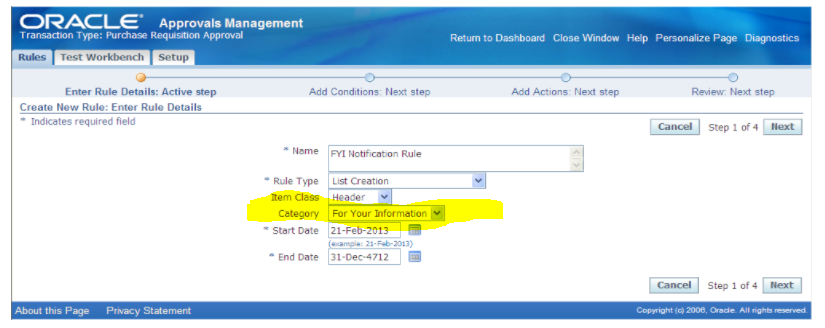 ORACLE® Approvals Management
Transaction Type: Purchase Requisition Approval
Return to Dashboard Close Window Help Personalize Page Diagnostics
Rules Test Workbench Setup
Enter Rule Details: Active step Add Conditions: Next step Add Actions: Next step Review: Next step
Create New Rule: Enter Rule Details
* Indicates required field
Cancel Step 1 of 4 Next
* Name FYI Notification Rule
* Rule Type List Creation
Item Class Header
Category For Your Information
* Start Date 21-Feb-2013
(example: 21-Feb-2013)
* End Date 31-Dec-4712
Cancel Step 1 of 4 Next
About this Page Privacy Statement Copyright (c) 2006, Oracle. All rights reserved.